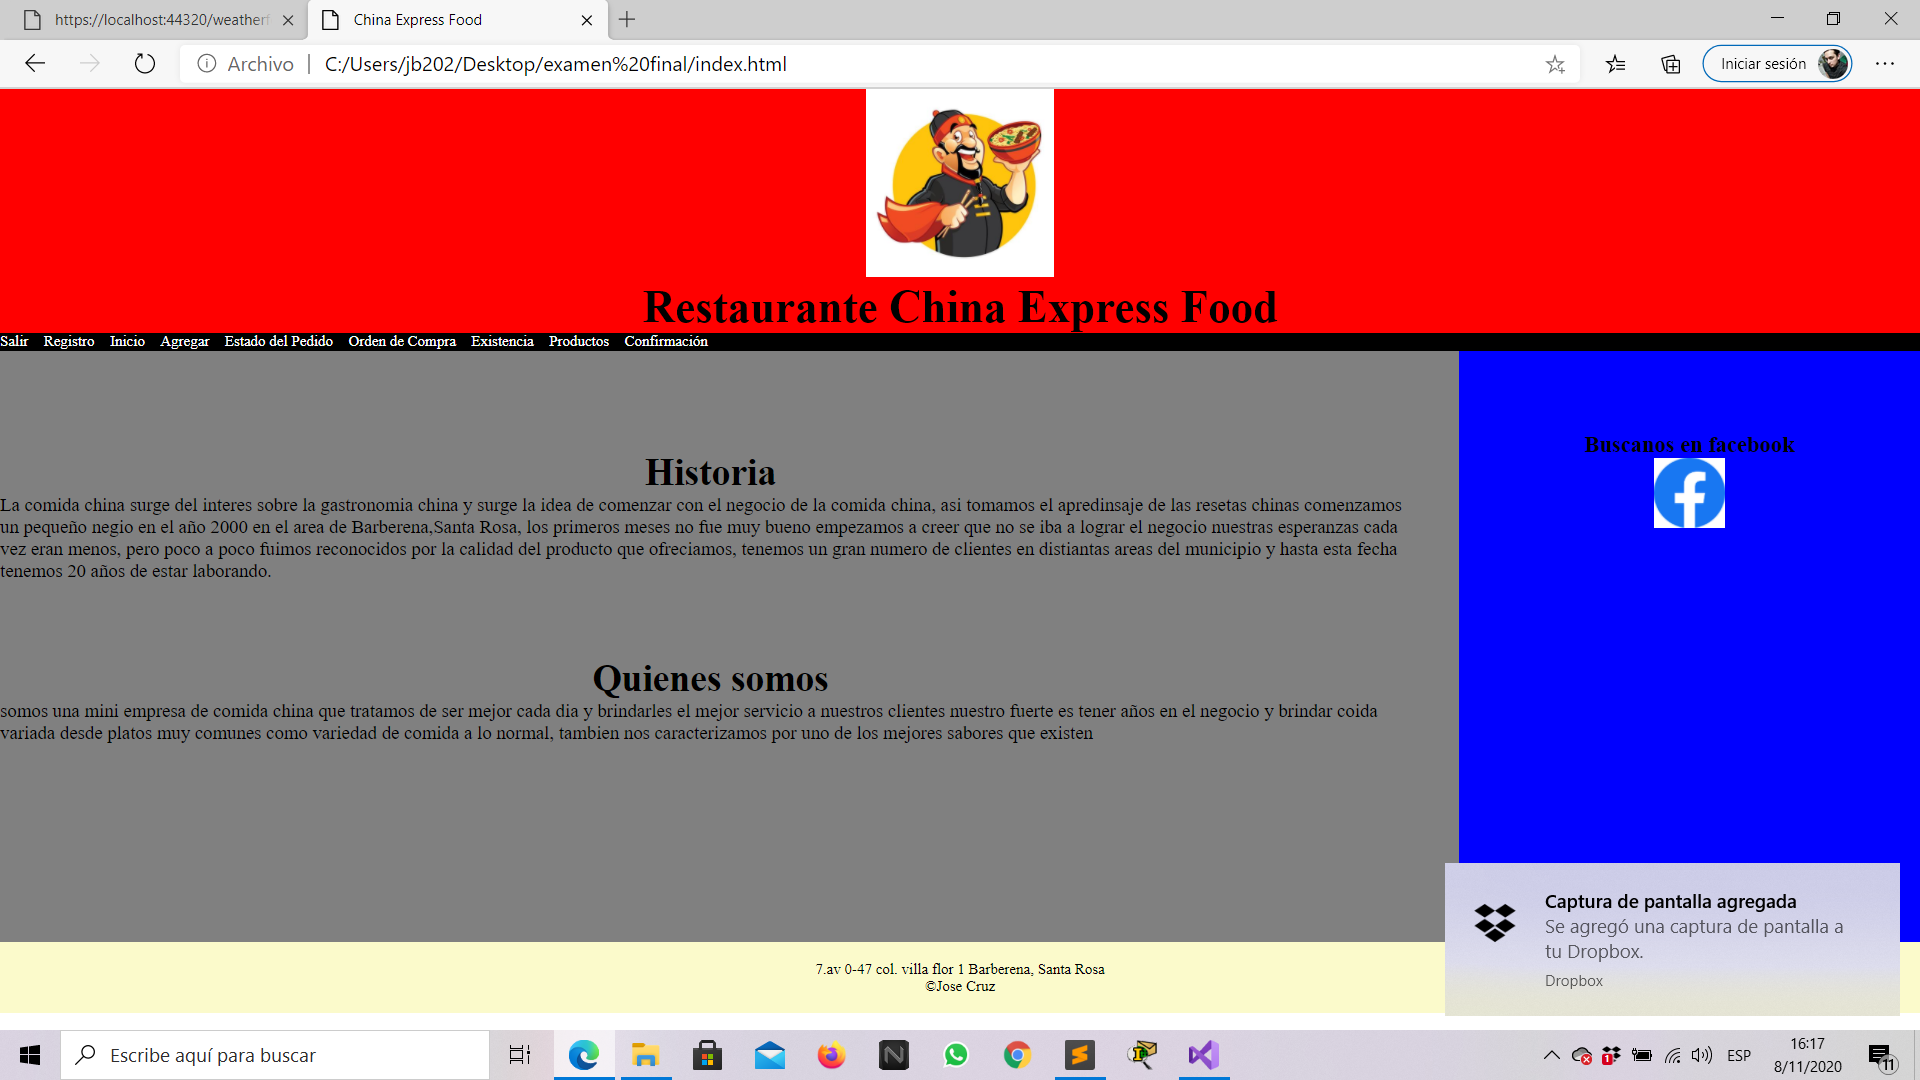 https://localhost:44320/weatherf
China Express Food
Archivo
C:/Users/jb202/Desktop/examen%20final/index.html
Iniciar sesión
Restaurante China Express Food
Salir Registro Inicio Agregar Estado del Pedido Orden de Compra Existencia Productos Confirmación
Historia
La comida china surge del interes sobre la gastronomia china y surge la idea de comenzar con el negocio de la comida china, asi tomamos el apredinsaje de las resetas chinas comenzamos
un pequeño negio en el año 2000 en el area de Barberena,Santa Rosa, los primeros meses no fue muy bueno empezamos a creer que no se iba a lograr el negocio nuestras esperanzas cada
vez eran menos, pero poco a poco fuimos reconocidos por la calidad del producto que ofreciamos, tenemos un gran numero de clientes en distiantas areas del municipio y hasta esta fecha
tenemos 20 años de estar laborando.
Buscanos en facebook
Quienes somos
somos una mini empresa de comida china que tratamos de ser mejor cada dia y brindarles el mejor servicio a nuestros clientes nuestro fuerte es tener años en el negocio y brindar coida
variada desde platos muy comunes como variedad de comida a lo normal, tambien nos caracterizamos por uno de los mejores sabores que existen
7.av 0-47 col. villa flor 1 Barberena, Santa Rosa
©Jose Cruz
Captura de pantalla agregada
Se agregó una captura de pantalla a
tu Dropbox.
Dropbox
Escribe aquí para buscar
1
ESP
16:17
8/11/2020
11